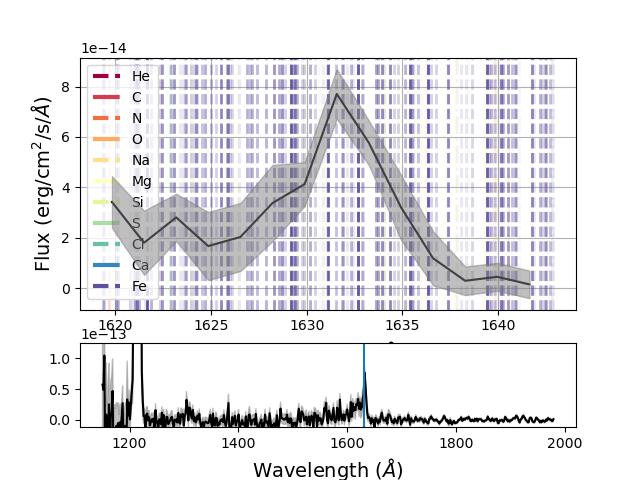 1e−14
8
6
4
2
0
Flux (erg/cm²/s/Å)
He
C
N
O
Na
Mg
Si
S
Cl
Ca
Fe
1620 1625 1630 1635 1640
1e−13
1.0
0.5
0.0
1200 1400 1600 1800 2000
Wavelength (Å)